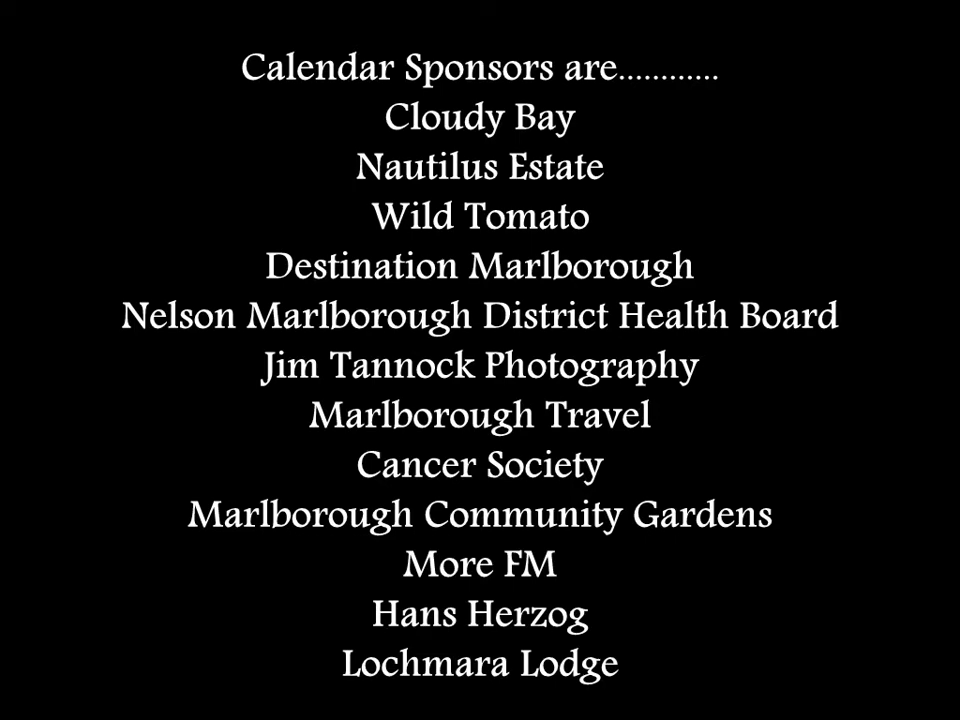 Calendar Sponsors are............
Cloudy Bay
Nautilus Estate
Wild Tomato
Destination Marlborough
Nelson Marlborough District Health Board
Jim Tannock Photography
Marlborough Travel
Cancer Society
Marlborough Community Gardens
More FM
Hans Herzog
Lochmara Lodge